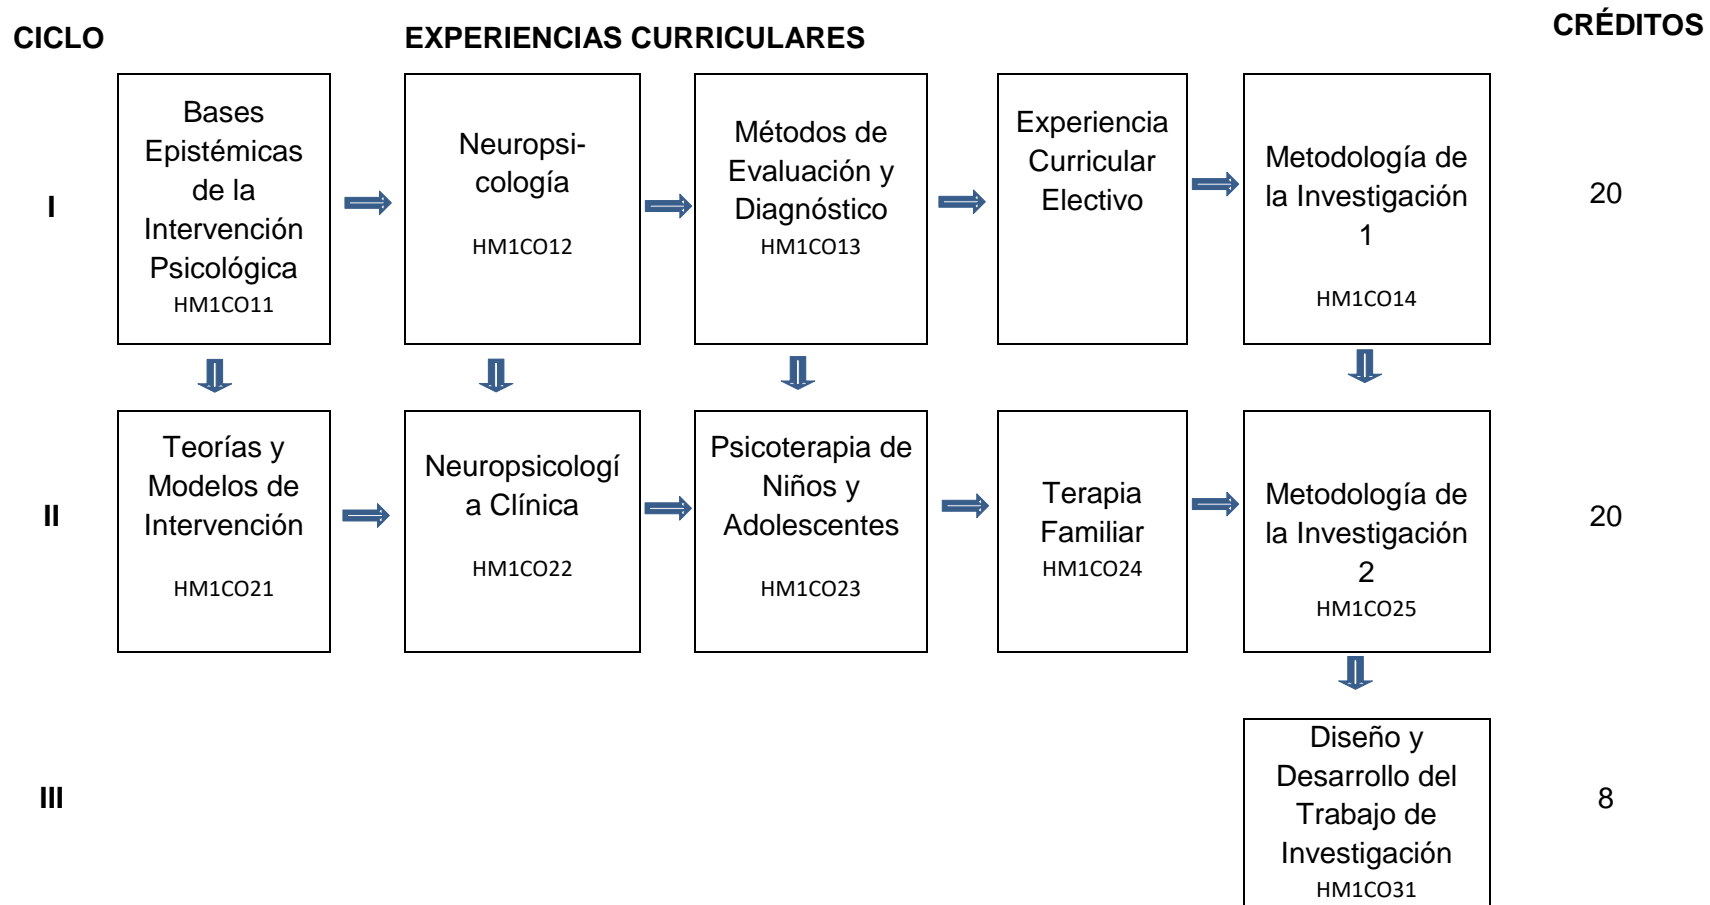 CICLO
EXPERIENCIAS CURRICULARES
CRÉDITOS
I
Bases
Epistémicas
de la
Intervención
Psicológica
HM1CO11
Neuropsi-
cología
HM1CO12
Métodos de
Evaluación y
Diagnóstico
HM1CO13
Experiencia
Curricular
Electivo
Metodología de
la Investigación
1
HM1CO14
20
II
Teorías y
Modelos de
Intervención
HM1CO21
Neuropsicologí
a Clínica
HM1CO22
Psicoterapia de
Niños y
Adolescentes
HM1CO23
Terapia
Familiar
HM1CO24
Metodología de
la Investigación
2
HM1CO25
20
III
Diseño y
Desarrollo del
Trabajo de
Investigación
HM1CO31
8